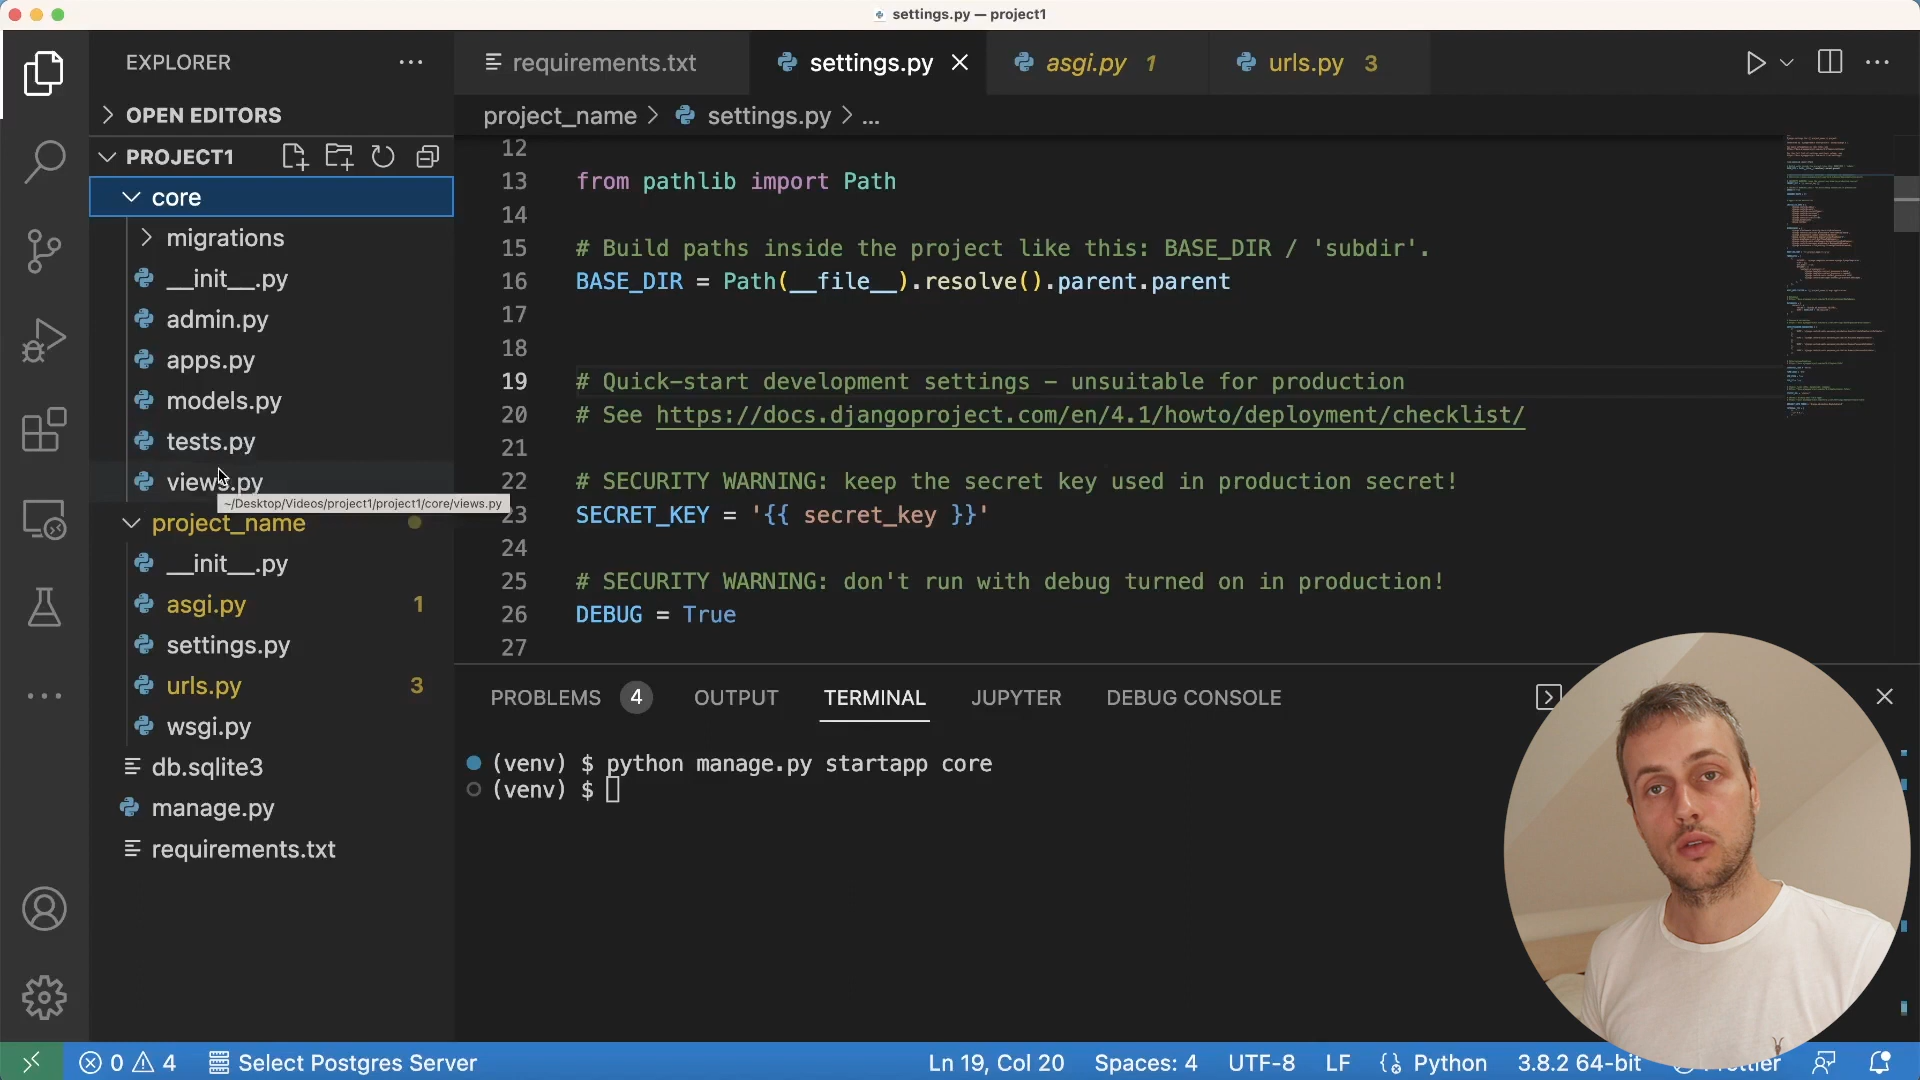 settings.py — project1
EXPLORER
requirements.txt
settings.py
asgi.py 1
urls.py 3
OPEN EDITORS
project_name > settings.py > ...
PROJECT1
core
migrations
__init__.py
admin.py
apps.py
models.py
tests.py
views.py
~/Desktop/Videos/project1/project1/core/views.py
project_name
__init__.py
asgi.py 1
settings.py
urls.py 3
wsgi.py
db.sqlite3
manage.py
requirements.txt
12
13 from pathlib import Path
14
15 # Build paths inside the project like this: BASE_DIR / 'subdir'.
16 BASE_DIR = Path(__file__).resolve().parent.parent
17
18
19 # Quick-start development settings - unsuitable for production
20 # See https://docs.djangoproject.com/en/4.1/howto/deployment/checklist/
21
22 # SECURITY WARNING: keep the secret key used in production secret!
23 SECRET_KEY = '{{ secret_key }}'
24
25 # SECURITY WARNING: don't run with debug turned on in production!
26 DEBUG = True
27
PROBLEMS 4 OUTPUT TERMINAL JUPYTER DEBUG CONSOLE
(venv) $ python manage.py startapp core
(venv) $
0 4 Select Postgres Server Ln 19, Col 20 Spaces: 4 UTF-8 LF Python 3.8.2 64-bit